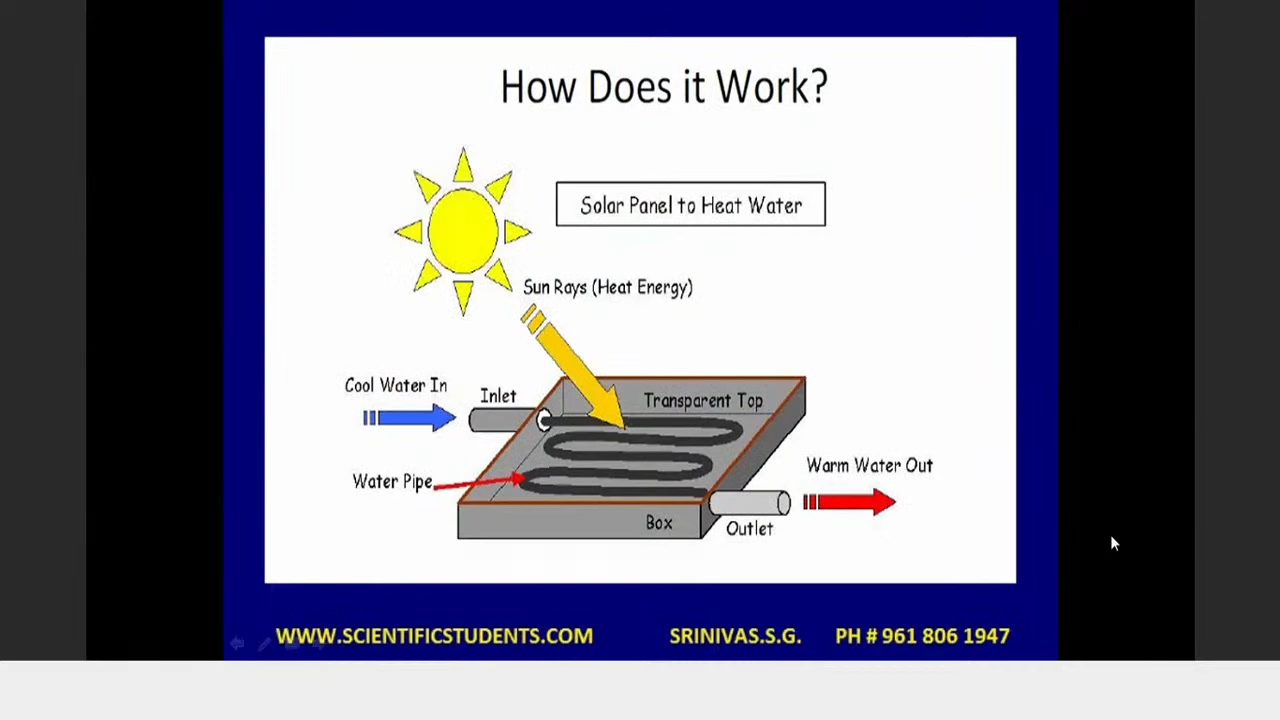 How Does it Work?
Solar Panel to Heat Water
Sun Rays (Heat Energy)
Cool Water In
Inlet
Transparent Top
Water Pipe
Warm Water Out
Box
Outlet
WWW.SCIENTIFICSTUDENTS.COM SRINIVAS.S.G. PH # 961 806 1947